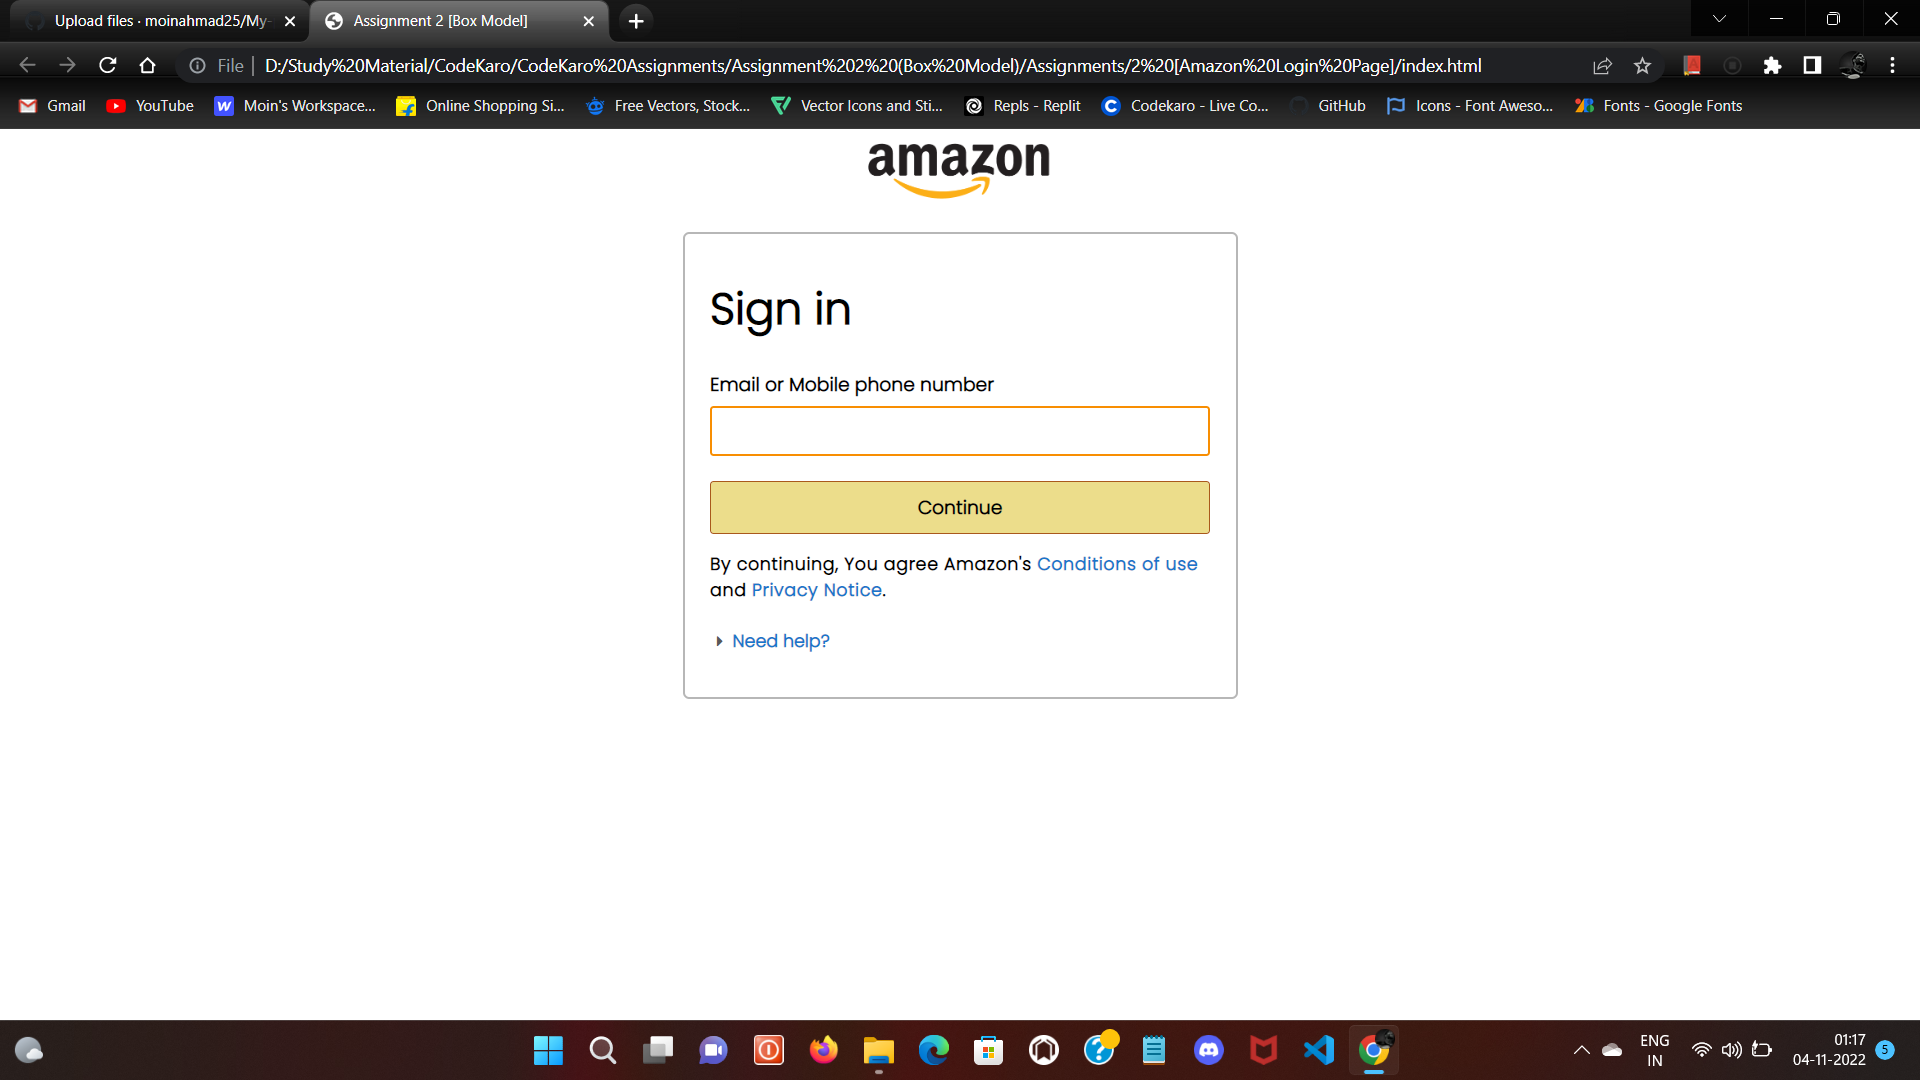 Upload files · moinahmad25/My-
Assignment 2 [Box Model]
File
D:/Study%20Material/CodeKaro/CodeKaro%20Assignments/Assignment%202%20(Box%20Model)/Assignments/2%20[Amazon%20Login%20Page]/index.html
Gmail
YouTube
Moin's Workspace...
Online Shopping Si...
Free Vectors, Stock...
Vector Icons and Sti...
Repls - Replit
Codekaro - Live Co...
GitHub
Icons - Font Aweso...
Fonts - Google Fonts
amazon
Sign in
Email or Mobile phone number
Continue
By continuing, You agree Amazon's Conditions of use
and Privacy Notice.
Need help?
ENG
IN
01:17
04-11-2022
5